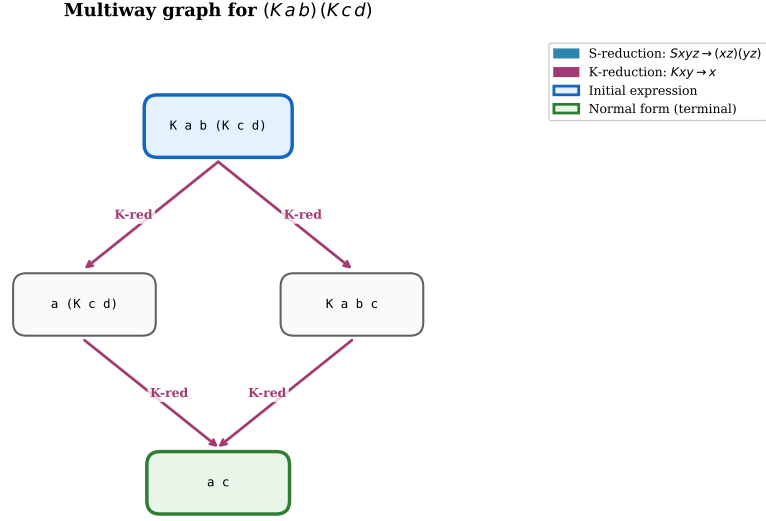 Multiway graph for (K a b) (K c d)
S-reduction: Sxyz → (xz)(yz)
K-reduction: Kxy → x
Initial expression
Normal form (terminal)
K a b (K c d)
K-red K-red
a (K c d) K a b c
K-red K-red
a c